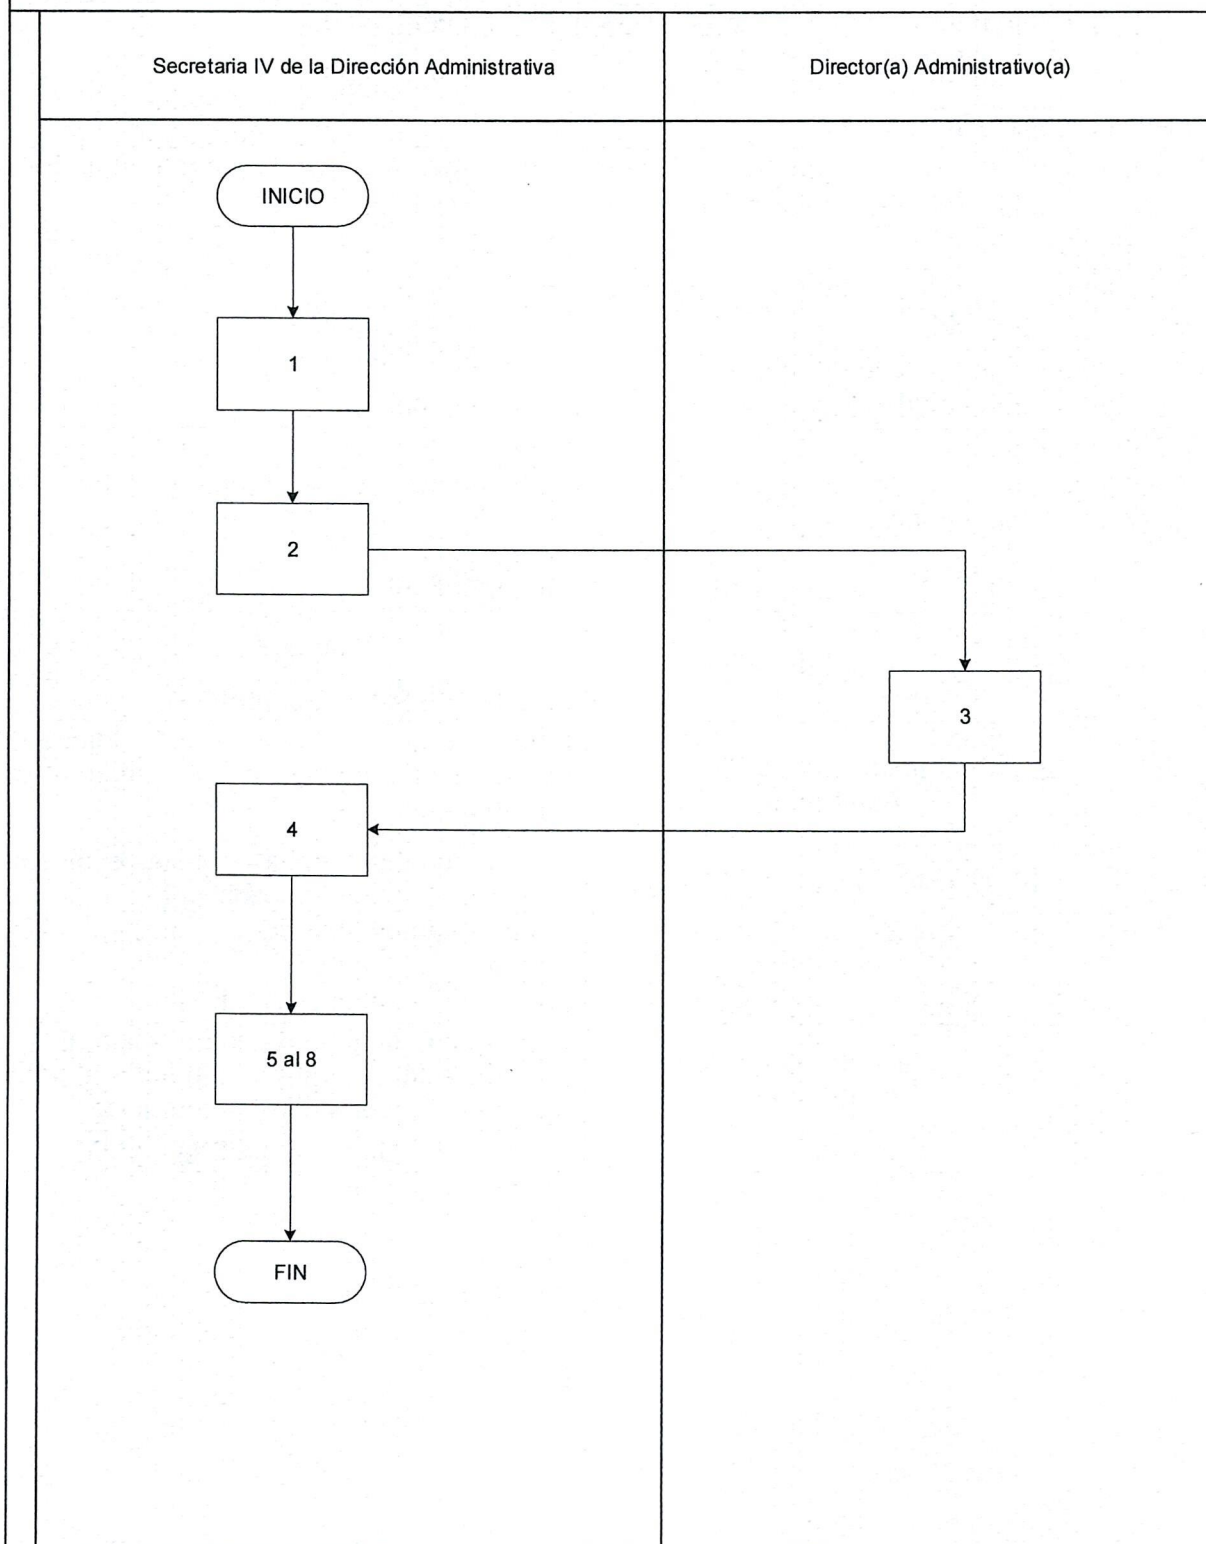 Secretaria IV de la Dirección Administrativa
Director(a) Administrativo(a)
INICIO
1
2
3
4
5 al 8
FIN